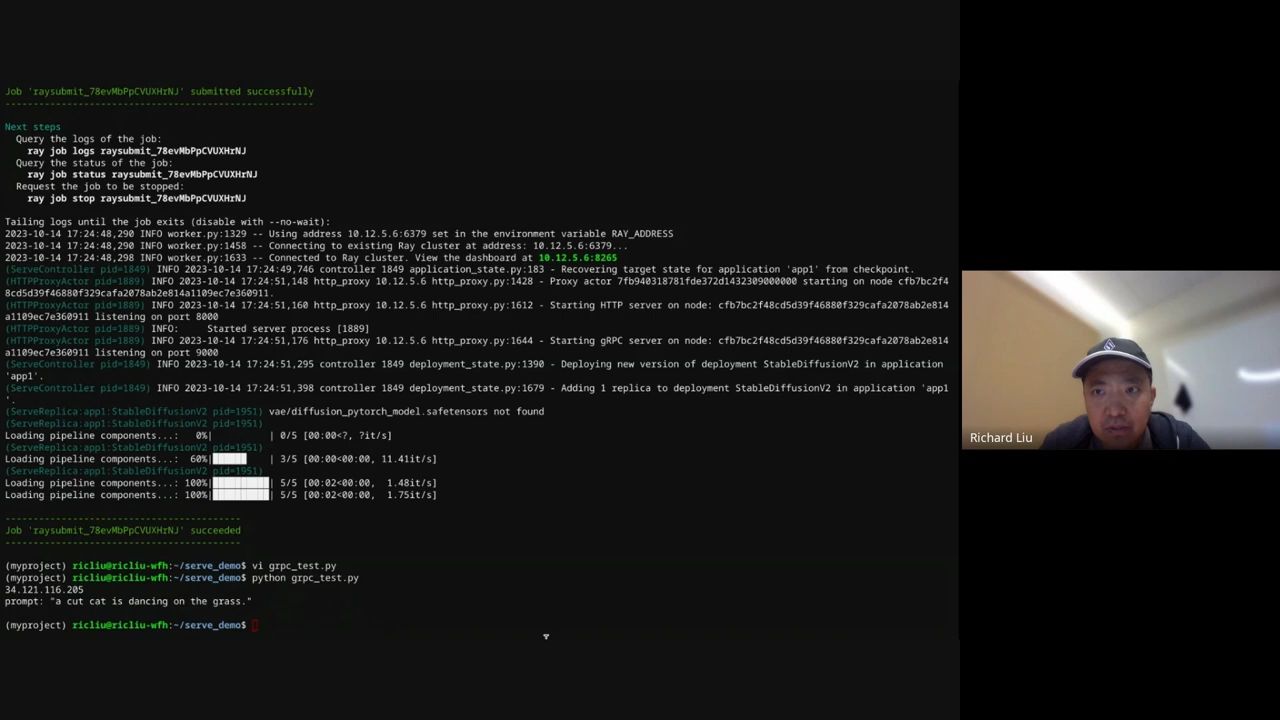 Job 'raysubmit_78evMbPpCVUXHrNJ' submitted successfully
-------------------------------------------------------
Next steps
Query the logs of the job:
ray job logs raysubmit_78evMbPpCVUXHrNJ
Query the status of the job:
ray job status raysubmit_78evMbPpCVUXHrNJ
Request the job to be stopped:
ray job stop raysubmit_78evMbPpCVUXHrNJ
Tailing logs until the job exits (disable with --no-wait):
2023-10-14 17:24:48,290 INFO worker.py:1329 -- Using address 10.12.5.6:6379 set in the environment variable RAY_ADDRESS
2023-10-14 17:24:48,290 INFO worker.py:1458 -- Connecting to existing Ray cluster at address: 10.12.5.6:6379...
2023-10-14 17:24:48,298 INFO worker.py:1633 -- Connected to Ray cluster. View the dashboard at 10.12.5.6:8265
(ServeController pid=1849) INFO 2023-10-14 17:24:49,746 controller 1849 application_state.py:183 - Recovering target state for application 'app1' from checkpoint.
(HTTPProxyActor pid=1889) INFO 2023-10-14 17:24:51,148 http_proxy 10.12.5.6 http_proxy.py:1428 - Proxy actor 7fb940318781fde372d1432309000000 starting on node cfb7bc2f4
8cd5d39f46880f329cafa2078ab2e814a1109ec7e360911.
(HTTPProxyActor pid=1889) INFO 2023-10-14 17:24:51,160 http_proxy 10.12.5.6 http_proxy.py:1612 - Starting HTTP server on node: cfb7bc2f48cd5d39f46880f329cafa2078ab2e814
a1109ec7e360911 listening on port 8000
(HTTPProxyActor pid=1889) INFO:     Started server process [1889]
(HTTPProxyActor pid=1889) INFO 2023-10-14 17:24:51,176 http_proxy 10.12.5.6 http_proxy.py:1644 - Starting gRPC server on node: cfb7bc2f48cd5d39f46880f329cafa2078ab2e814
a1109ec7e360911 listening on port 9000
(ServeController pid=1849) INFO 2023-10-14 17:24:51,295 controller 1849 deployment_state.py:1390 - Deploying new version of deployment StableDiffusionV2 in application
'app1'.
(ServeController pid=1849) INFO 2023-10-14 17:24:51,398 controller 1849 deployment_state.py:1679 - Adding 1 replica to deployment StableDiffusionV2 in application 'app1
'.
(ServeReplica:app1:StableDiffusionV2 pid=1951) vae/diffusion_pytorch_model.safetensors not found
(ServeReplica:app1:StableDiffusionV2 pid=1951)
Loading pipeline components...:   0%|          | 0/5 [00:00<?, ?it/s]
(ServeReplica:app1:StableDiffusionV2 pid=1951)
Loading pipeline components...:  60%|██████    | 3/5 [00:00<00:00, 11.41it/s]
(ServeReplica:app1:StableDiffusionV2 pid=1951)
Loading pipeline components...: 100%|██████████| 5/5 [00:02<00:00,  1.48it/s]
Loading pipeline components...: 100%|██████████| 5/5 [00:02<00:00,  1.75it/s]
------------------------------------------
Job 'raysubmit_78evMbPpCVUXHrNJ' succeeded
------------------------------------------
(myproject) ricliu@ricliu-wfh:~/serve_demo$ vi grpc_test.py
(myproject) ricliu@ricliu-wfh:~/serve_demo$ python grpc_test.py
34.121.116.205
prompt: "a cut cat is dancing on the grass."
(myproject) ricliu@ricliu-wfh:~/serve_demo$
Richard Liu